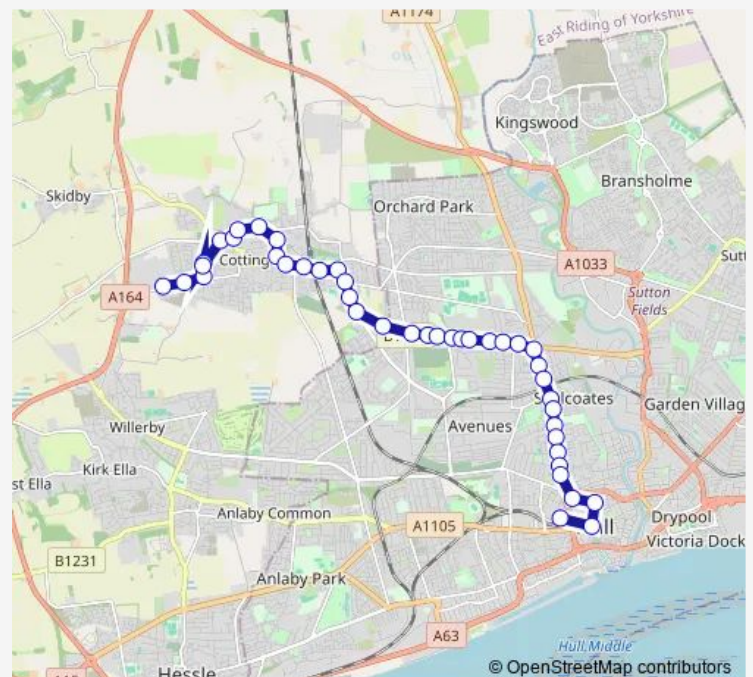 A1174
East Riding of Yorkshire
Kingswood
Bransholme
Skidby
Orchard Park
Cotting
A1033
Sutt
A164
Sutton
Fields
Garden Villag
Avenues
Willerby
Kirk Ella
st Ella
Anlaby Common
A1105
Drypool
ll
Victoria Dock
B1231
Anlaby Park
A63
Hull Middle
Hessle
© OpenStreetMap contributors